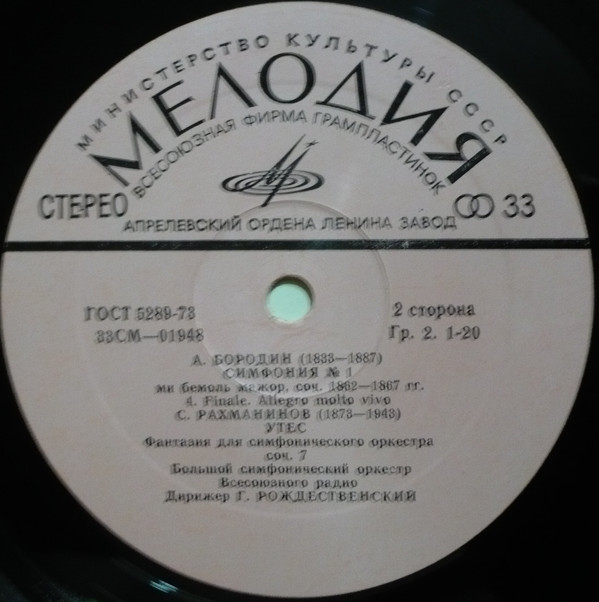 МИНИСТЕРСТВО КУЛЬТУРЫ СССР
МЕЛОДИЯ
ВСЕСОЮЗНАЯ ФИРМА ГРАМПЛАСТИНОК
СТЕРЕО
33
АПРЕЛЕВСКИЙ ОРДЕНА ЛЕНИНА ЗАВОД
ГОСТ 5289-73
2 сторона
33СМ—01948
Гр. 2. 1-20
А. БОРОДИН (1833—1887)
СИМФОНИЯ № 1
ми бемоль мажор, соч. 1862—1867 гг.
4. Finale. Allegro molto vivo
С. РАХМАНИНОВ (1873—1943)
УТЕС
Фантазия для симфонического оркестра
соч. 7
Большой симфонический оркестр
Всесоюзного радио
Дирижер Г. РОЖДЕСТВЕНСКИЙ